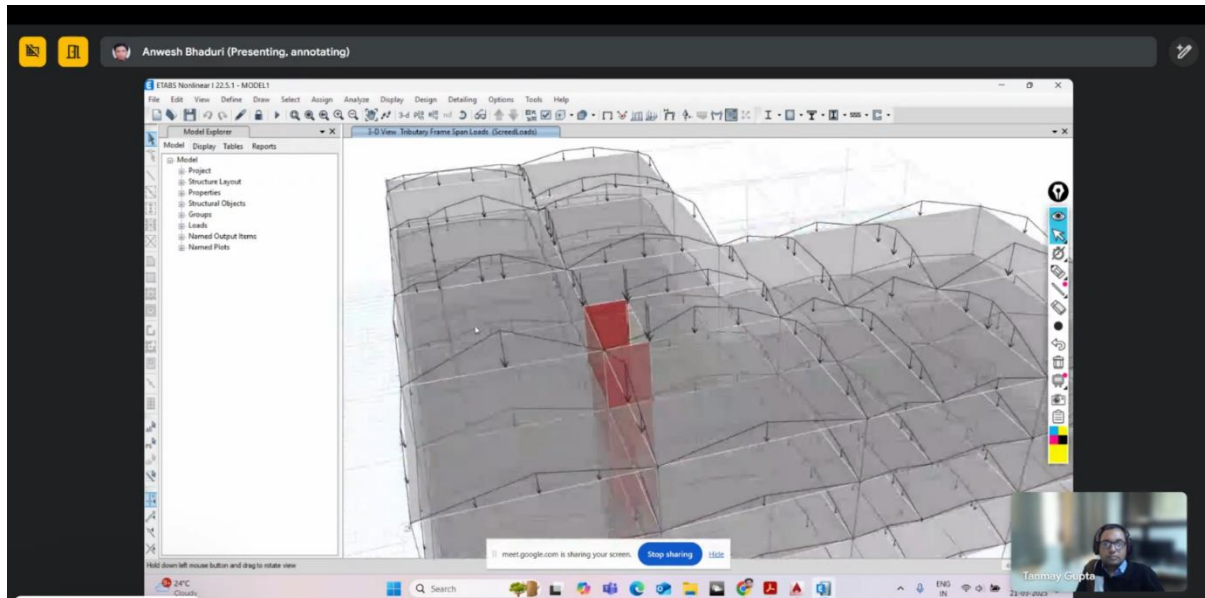 Anwesh Bhaduri (Presenting, annotating)
ETABS Nonlinear I 22.5.1 - MODEL1
File Edit View Define Draw Select Assign Analyze Display Design Detailing Options Tools Help
Model Explorer
3-D View Tributary Frame Span Loads (ScreedLoads)
Model Display Tables Reports
Model
Project
Structure Layout
Properties
Structural Objects
Groups
Loads
Named Output Items
Named Plots
meet.google.com is sharing your screen. Stop sharing Hide
Hold down left mouse button and drag to rotate view
Tanmay Gupta
24°C
Cloudy
Search
ENG
IN
21-03-2025